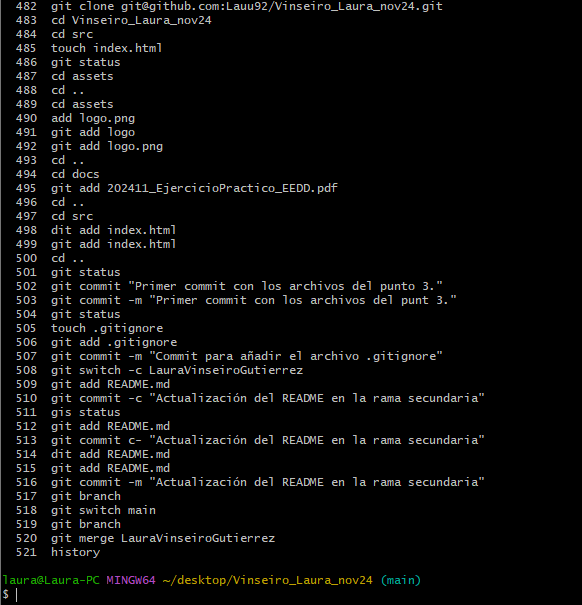 482 git clone git@github.com:Lauu92/Vinseiro_Laura_nov24.git
483 cd Vinseiro_Laura_nov24
484 cd src
485 touch index.html
486 git status
487 cd assets
488 cd ..
489 cd assets
490 add logo.png
491 git add logo
492 git add logo.png
493 cd ..
494 cd docs
495 git add 202411_EjercicioPractico_EEDD.pdf
496 cd ..
497 cd src
498 dit add index.html
499 git add index.html
500 cd ..
501 git status
502 git commit "Primer commit con los archivos del punto 3."
503 git commit -m "Primer commit con los archivos del punt 3."
504 git status
505 touch .gitignore
506 git add .gitignore
507 git commit -m "Commit para añadir el archivo .gitignore"
508 git switch -c LauraVinseiroGutierrez
509 git add README.md
510 git commit -c "Actualización del README en la rama secundaria"
511 gis status
512 git add README.md
513 git commit c- "Actualización del README en la rama secundaria"
514 dit add README.md
515 git add README.md
516 git commit -m "Actualización del README en la rama secundaria"
517 git branch
518 git switch main
519 git branch
520 git merge LauraVinseiroGutierrez
521 history
laura@Laura-PC MINGW64 ~/desktop/Vinseiro_Laura_nov24 (main)
$